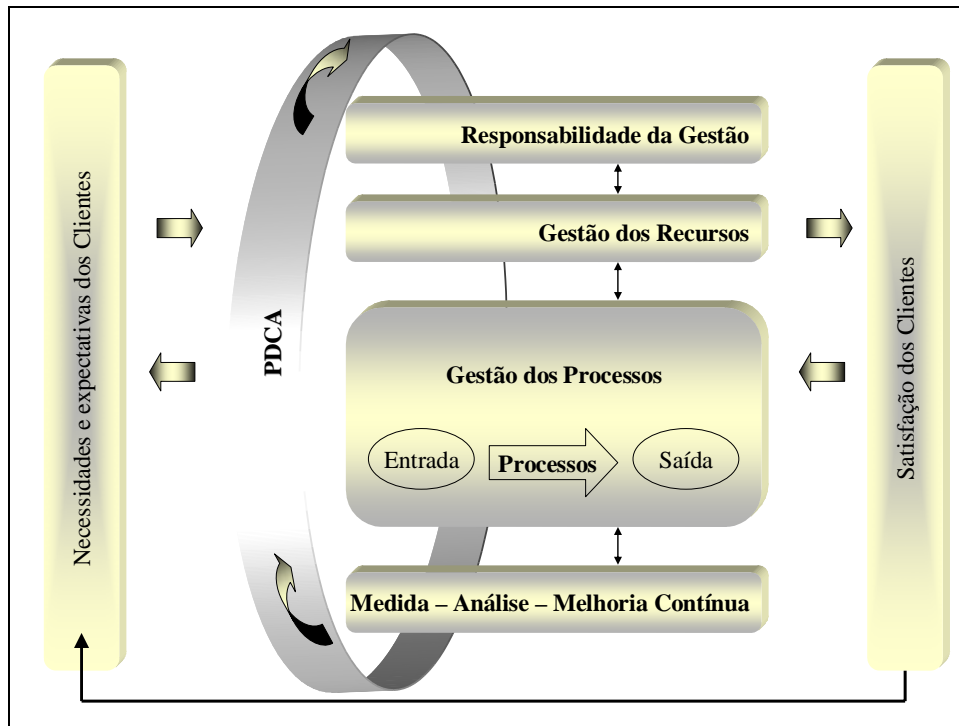 Necessidades e expectativas dos Clientes
PDCA
Responsabilidade da Gestão
Gestão dos Recursos
Gestão dos Processos
Entrada
Processos
Saída
Medida – Análise – Melhoria Contínua
Satisfação dos Clientes